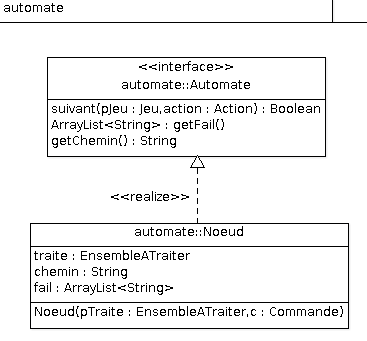 automate
<<interface>>
automate::Automate
suivant(pJeu : Jeu,action : Action) : Boolean
ArrayList<String> : getFail()
getChemin() : String
<<realize>>
automate::Noeud
traite : EnsembleATraiter
chemin : String
fail : ArrayList<String>
Noeud(pTraite : EnsembleATraiter,c : Commande)